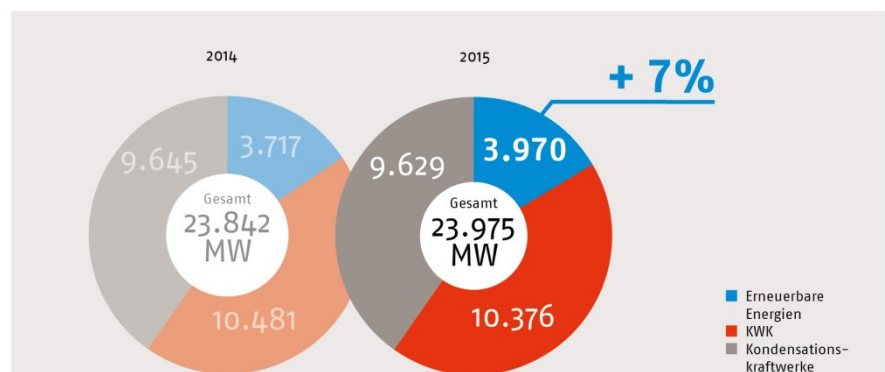 2014
2015
+ 7%
9.645
3.717
Gesamt
23.842
MW
10.481
9.629
3.970
Gesamt
23.975
MW
10.376
Erneuerbare
Energien
KWK
Kondensations-
kraftwerke